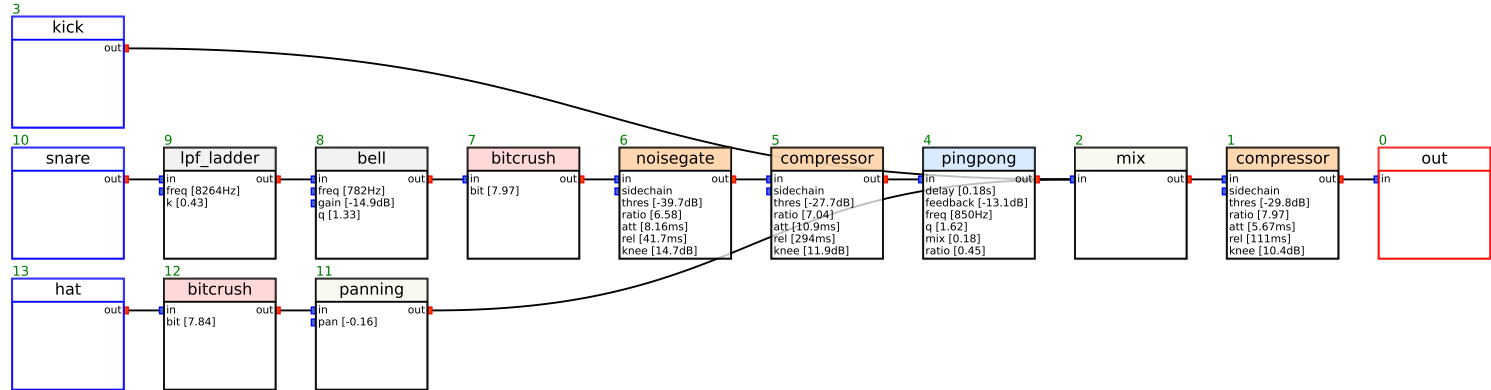 3
kick
out
10
snare
out
9
lpf_ladder
in out
freq [8264Hz]
k [0.43]
8
bell
in out
freq [782Hz]
gain [-14.9dB]
q [1.33]
7
bitcrush
in out
bit [7.97]
6
noisegate
in out
sidechain
thres [-39.7dB]
ratio [6.58]
att [8.16ms]
rel [41.7ms]
knee [14.7dB]
5
compressor
in out
sidechain
thres [-27.7dB]
ratio [7.04]
att [10.9ms]
rel [294ms]
knee [11.9dB]
4
pingpong
in out
delay [0.18s]
feedback [-13.1dB]
freq [850Hz]
q [1.62]
mix [0.18]
ratio [0.45]
2
mix
in out
1
compressor
in out
sidechain
thres [-29.8dB]
ratio [7.97]
att [5.67ms]
rel [111ms]
knee [10.4dB]
0
out
in
13
hat
out
12
bitcrush
in out
bit [7.84]
11
panning
in out
pan [-0.16]